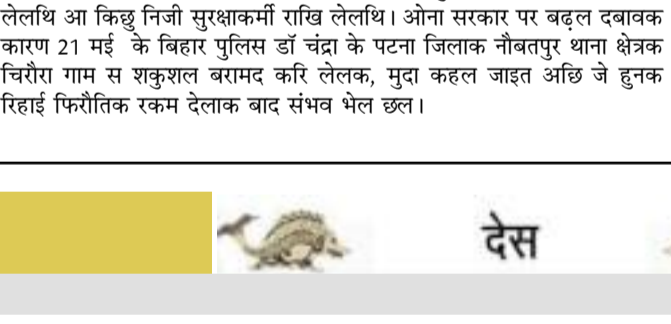 लेलथि आ किछु निजी सुरक्षाकर्मी राखि लेलथि। ओना सरकार पर बढ़ल दबावक
कारण 21 मई के बिहार पुलिस डॉ चंद्रा के पटना जिलाक नौबतपुर थाना क्षेत्रक
चिरौरा गाम स शकुशल बरामद करि लेलक, मुदा कहल जाइत अछि जे हुनक
रिहाई फिरौतिक रकम देलाक बाद संभव भेल छल।
देस